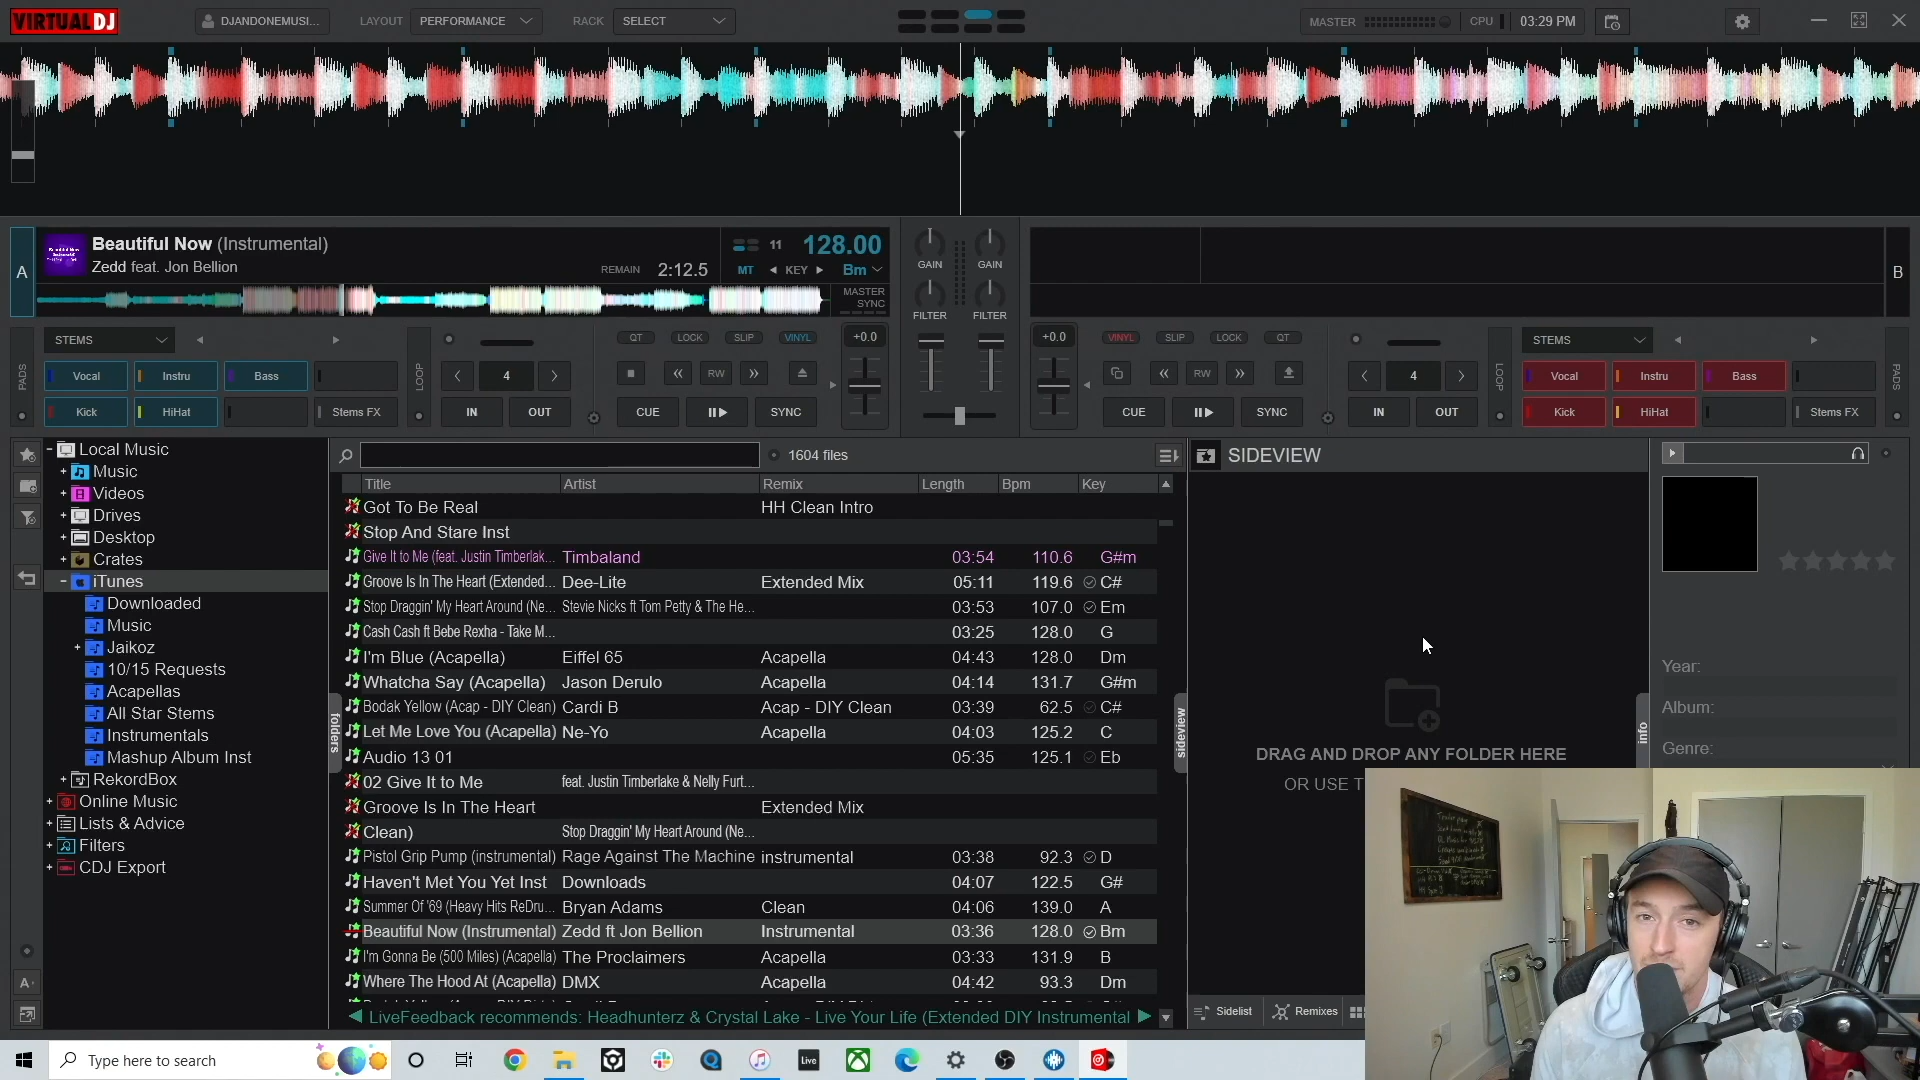 VIRTUAL DJ
DJANDONEMUSI...
LAYOUT PERFORMANCE
RACK SELECT
MASTER
CPU 03:29 PM
Beautiful Now (Instrumental)
Zedd feat. Jon Bellion
REMAIN 2:12.5
11 128.00
MT KEY Bm
MASTER
SYNC
A
GAIN GAIN
FILTER FILTER
B
PADS
STEMS
Vocal Instru Bass
Kick HiHat Stems FX
LOOP
4
IN OUT
QT LOCK SLIP VINYL
RW
CUE SYNC
+0.0
+0.0
VINYL SLIP LOCK QT
RW
CUE SYNC
4
IN OUT
LOOP
STEMS
Vocal Instru Bass
Kick HiHat Stems FX
PADS
Local Music
Music
Videos
Drives
Desktop
Crates
iTunes
Downloaded
Music
Jaikoz
10/15 Requests
Acapellas
All Star Stems
Instrumentals
Mashup Album Inst
RekordBox
Online Music
Lists & Advice
Filters
CDJ Export
folders
1604 files
Title Artist Remix Length Bpm Key
Got To Be Real HH Clean Intro
Stop And Stare Inst
Give It to Me (feat. Justin Timberlak... Timbaland 03:54 110.6 G#m
Groove Is In The Heart (Extended... Dee-Lite Extended Mix 05:11 119.6 C#
Stop Draggin' My Heart Around (Ne... Stevie Nicks ft Tom Petty & The He... 03:53 107.0 Em
Cash Cash ft Bebe Rexha - Take M... 03:25 128.0 G
I'm Blue (Acapella) Eiffel 65 Acapella 04:43 128.0 Dm
Whatcha Say (Acapella) Jason Derulo Acapella 04:14 131.7 G#m
Bodak Yellow (Acap - DIY Clean) Cardi B Acap - DIY Clean 03:39 62.5 C#
Let Me Love You (Acapella) Ne-Yo Acapella 04:03 125.2 C
Audio 13 01 05:35 125.1 Eb
02 Give It to Me feat. Justin Timberlake & Nelly Furt...
Groove Is In The Heart Extended Mix
Clean) Stop Draggin' My Heart Around (Ne...
Pistol Grip Pump (instrumental) Rage Against The Machine instrumental 03:38 92.3 D
Haven't Met You Yet Inst Downloads 04:07 122.5 G#
Summer Of '69 (Heavy Hits ReDru... Bryan Adams Clean 04:06 139.0 A
Beautiful Now (Instrumental) Zedd ft Jon Bellion Instrumental 03:36 128.0 Bm
I'm Gonna Be (500 Miles) (Acapella) The Proclaimers Acapella 03:33 131.9 B
Where The Hood At (Acapella) DMX Acapella 04:42 93.3 Dm
LiveFeedback recommends: Headhunterz & Crystal Lake - Live Your Life (Extended DIY Instrumental
sideview
SIDEVIEW
DRAG AND DROP ANY FOLDER HERE
OR USE T
Sidelist Remixes
info
Year:
Album:
Genre:
Type here to search
Live